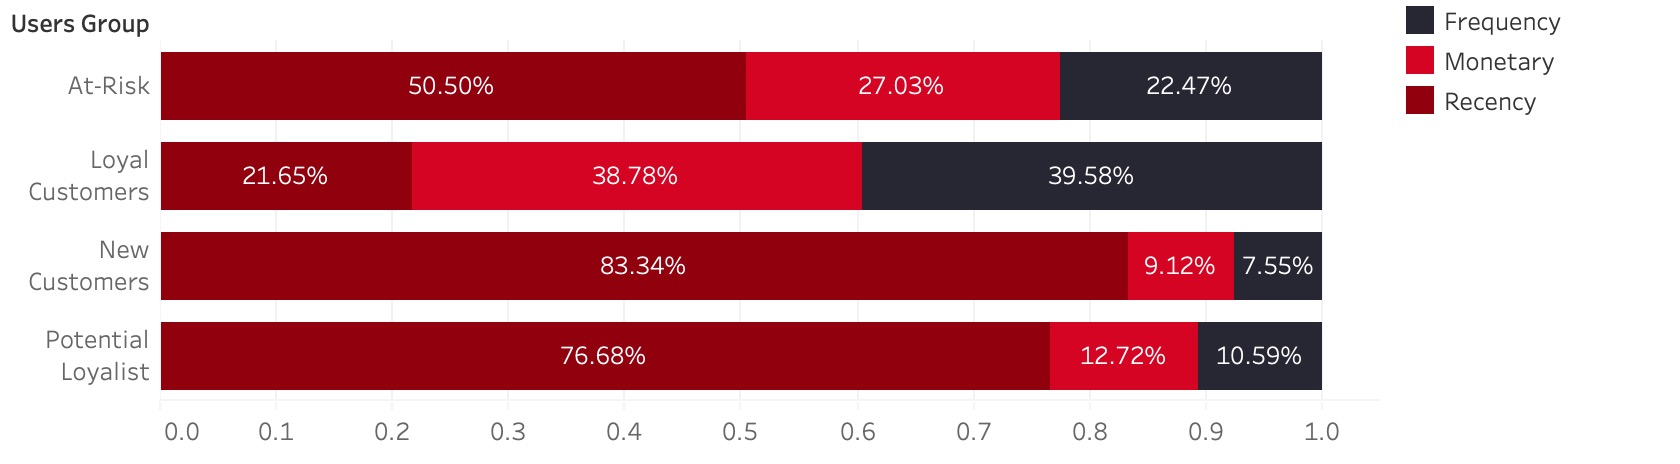 Users Group
At-Risk
50.50%
27.03%
22.47%
Loyal
Customers
21.65%
38.78%
39.58%
New
Customers
83.34%
9.12%
7.55%
Potential
Loyalist
76.68%
12.72%
10.59%
0.0
0.1
0.2
0.3
0.4
0.5
0.6
0.7
0.8
0.9
1.0
Frequency
Monetary
Recency